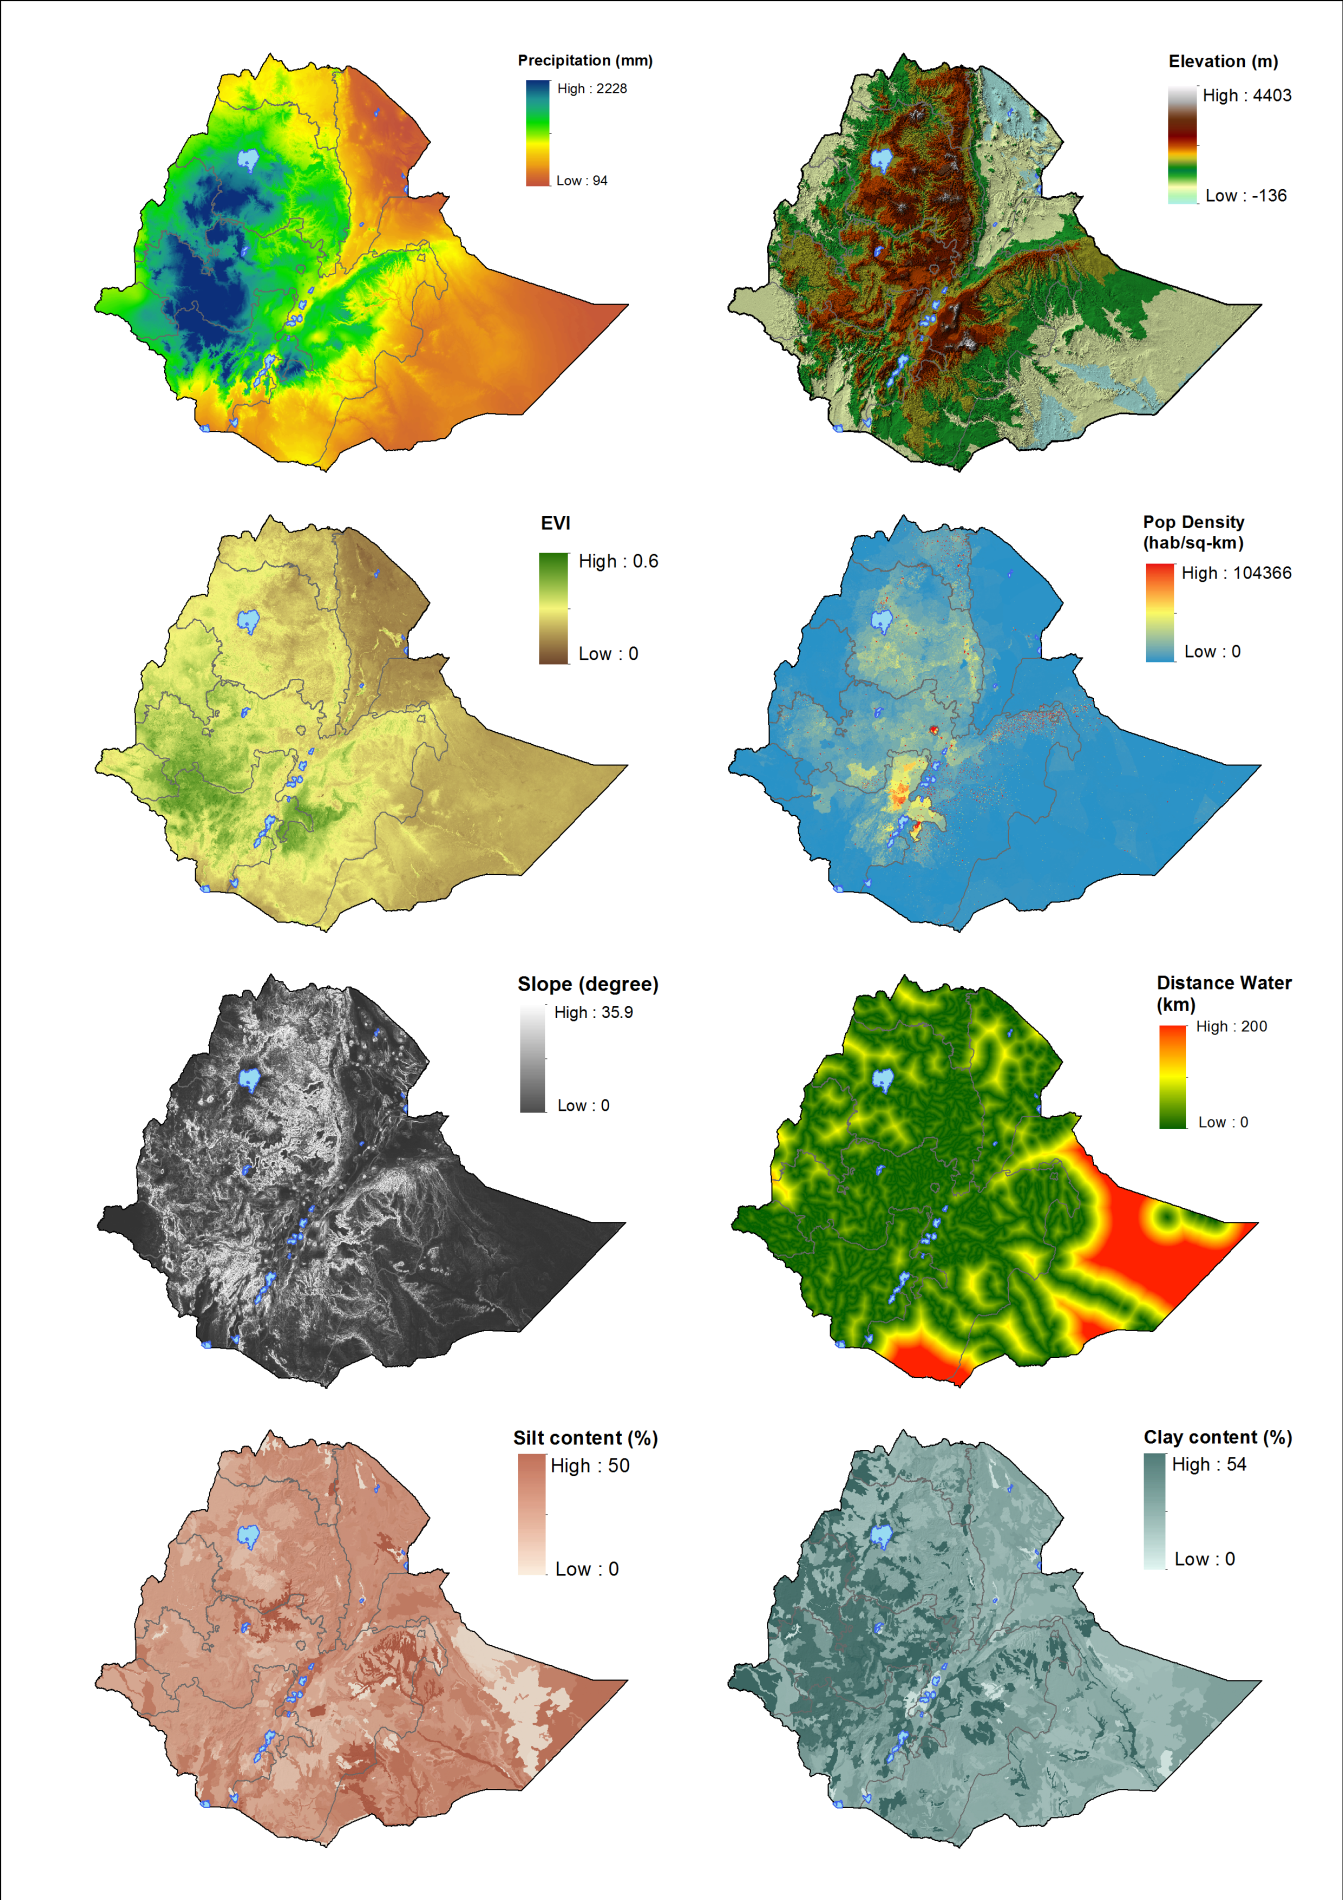 Precipitation (mm)
High : 2228
Low : 94
Elevation (m)
High : 4403
Low : -136
EVI
High : 0.6
Low : 0
Pop Density
(hab/sq-km)
High : 104366
Low : 0
Slope (degree)
High : 35.9
Low : 0
Distance Water
(km)
High : 200
Low : 0
Silt content (%)
High : 50
Low : 0
Clay content (%)
High : 54
Low : 0